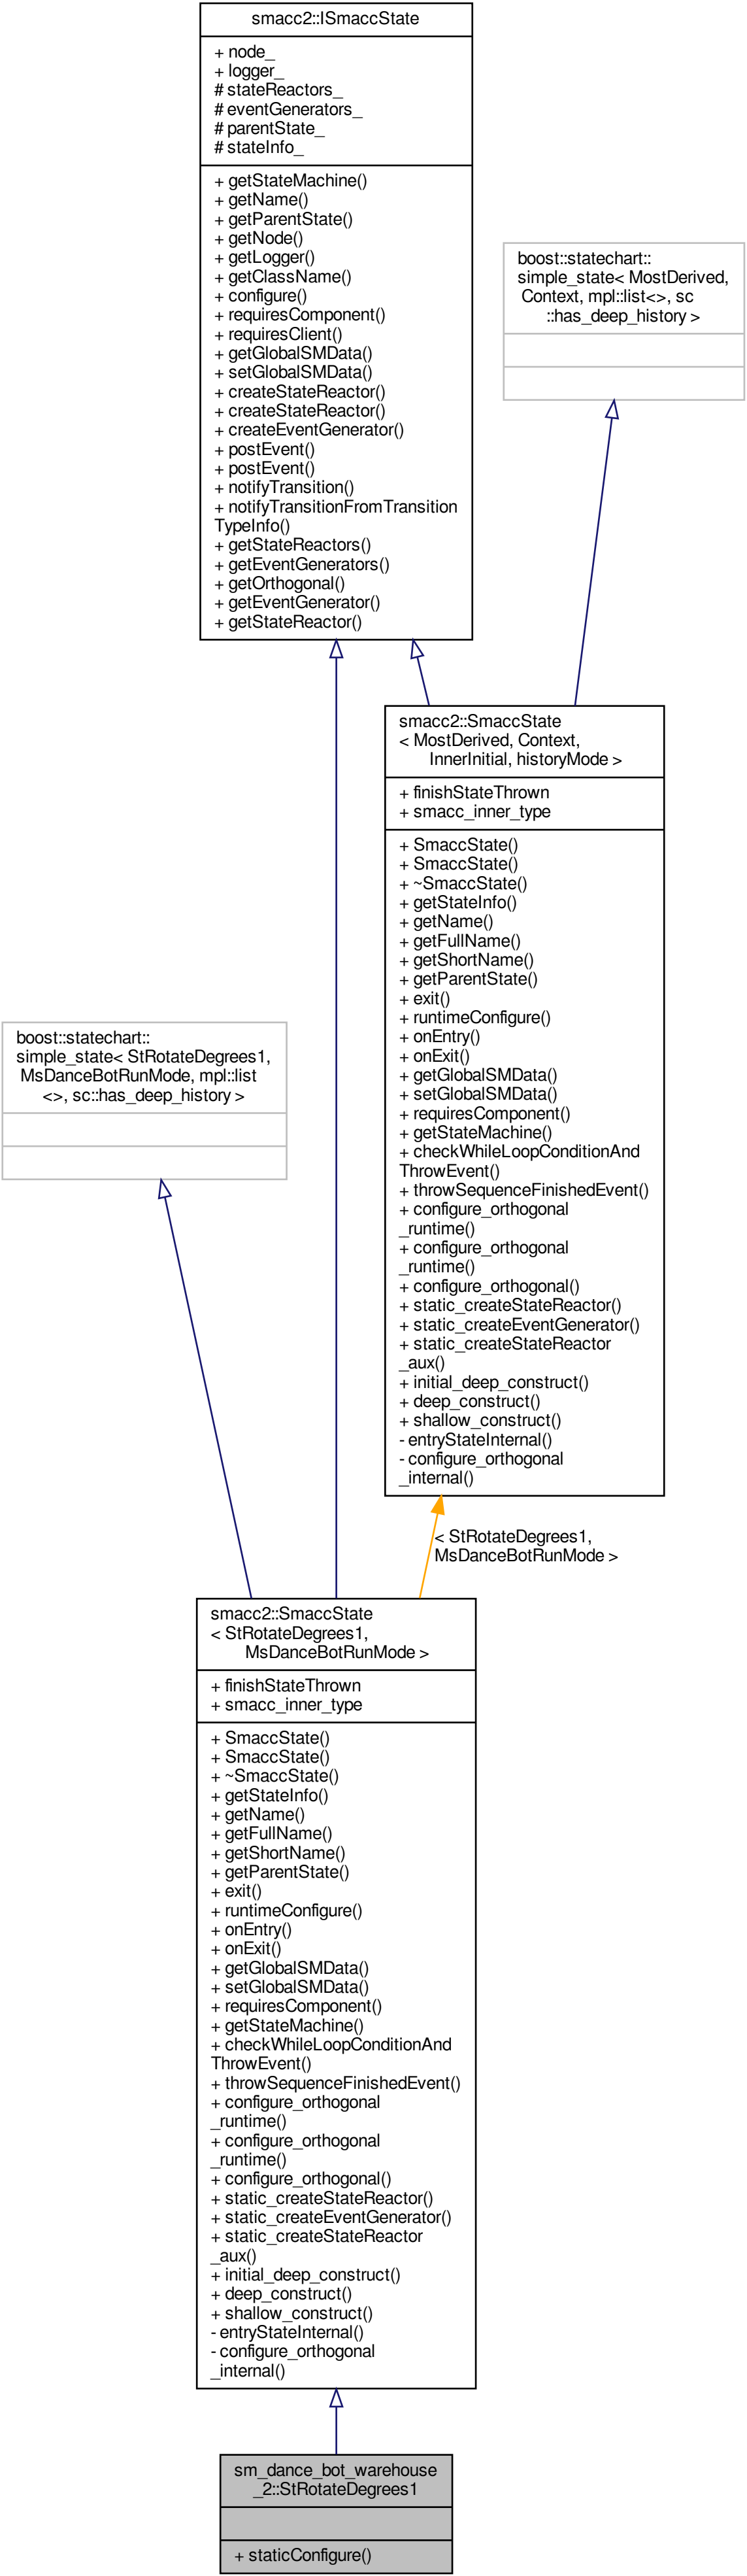 smacc2::ISmaccState
+ node_
+ logger_
# stateReactors_
# eventGenerators_
# parentState_
# stateInfo_
+ getStateMachine()
+ getName()
+ getParentState()
+ getNode()
+ getLogger()
+ getClassName()
+ configure()
+ requiresComponent()
+ requiresClient()
+ getGlobalSMData()
+ setGlobalSMData()
+ createStateReactor()
+ createStateReactor()
+ createEventGenerator()
+ postEvent()
+ postEvent()
+ notifyTransition()
+ notifyTransitionFromTransition
TypeInfo()
+ getStateReactors()
+ getEventGenerators()
+ getOrthogonal()
+ getEventGenerator()
+ getStateReactor()
boost::statechart::
simple_state< MostDerived,
Context, mpl::list<>, sc
::has_deep_history >
smacc2::SmaccState
< MostDerived, Context,
InnerInitial, historyMode >
+ finishStateThrown
+ smacc_inner_type
+ SmaccState()
+ SmaccState()
+ ~SmaccState()
+ getStateInfo()
+ getName()
+ getFullName()
+ getShortName()
+ getParentState()
+ exit()
+ runtimeConfigure()
+ onEntry()
+ onExit()
+ getGlobalSMData()
+ setGlobalSMData()
+ requiresComponent()
+ getStateMachine()
+ checkWhileLoopConditionAnd
ThrowEvent()
+ throwSequenceFinishedEvent()
+ configure_orthogonal
_runtime()
+ configure_orthogonal
_runtime()
+ configure_orthogonal()
+ static_createStateReactor()
+ static_createEventGenerator()
+ static_createStateReactor
_aux()
+ initial_deep_construct()
+ deep_construct()
+ shallow_construct()
- entryStateInternal()
- configure_orthogonal
_internal()
boost::statechart::
simple_state< StRotateDegrees1,
MsDanceBotRunMode, mpl::list
<>, sc::has_deep_history >
< StRotateDegrees1,
MsDanceBotRunMode >
smacc2::SmaccState
< StRotateDegrees1,
MsDanceBotRunMode >
+ finishStateThrown
+ smacc_inner_type
+ SmaccState()
+ SmaccState()
+ ~SmaccState()
+ getStateInfo()
+ getName()
+ getFullName()
+ getShortName()
+ getParentState()
+ exit()
+ runtimeConfigure()
+ onEntry()
+ onExit()
+ getGlobalSMData()
+ setGlobalSMData()
+ requiresComponent()
+ getStateMachine()
+ checkWhileLoopConditionAnd
ThrowEvent()
+ throwSequenceFinishedEvent()
+ configure_orthogonal
_runtime()
+ configure_orthogonal
_runtime()
+ configure_orthogonal()
+ static_createStateReactor()
+ static_createEventGenerator()
+ static_createStateReactor
_aux()
+ initial_deep_construct()
+ deep_construct()
+ shallow_construct()
- entryStateInternal()
- configure_orthogonal
_internal()
sm_dance_bot_warehouse
_2::StRotateDegrees1
+ staticConfigure()